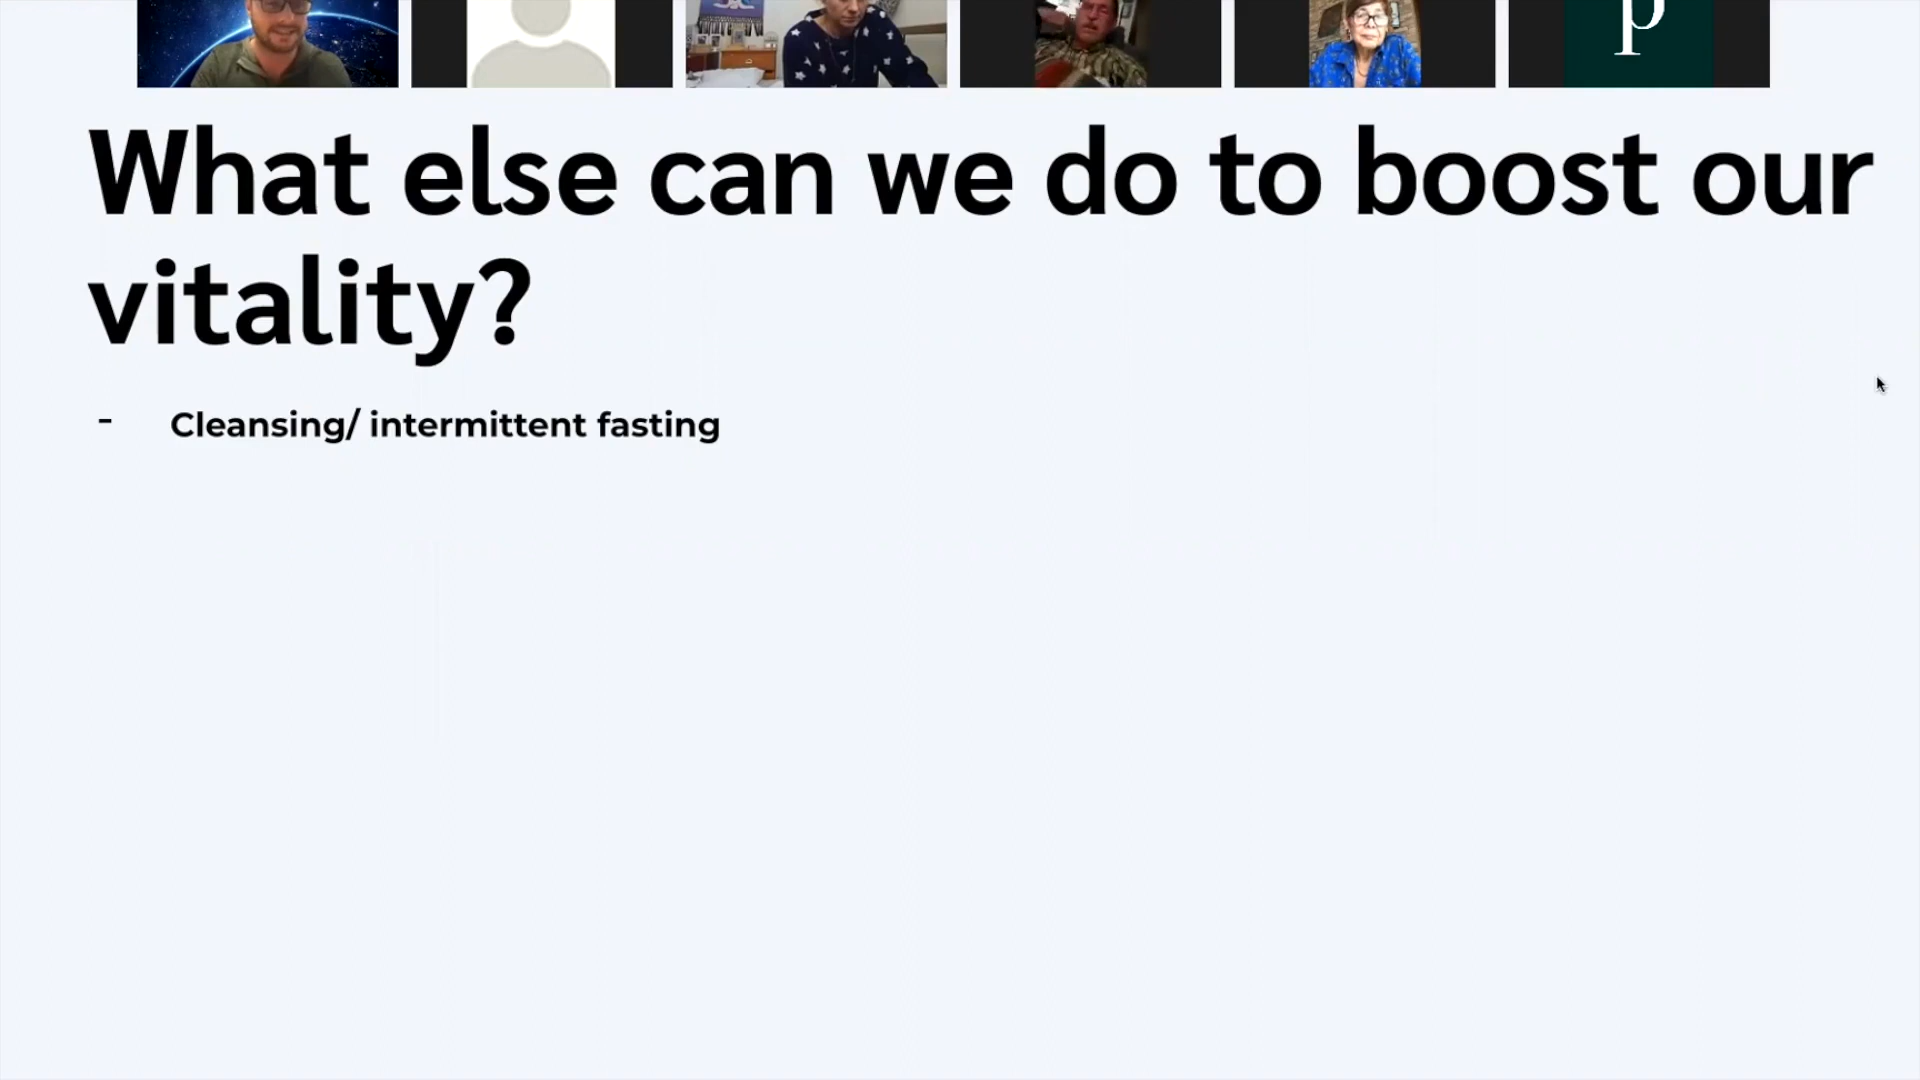 p
What else can we do to boost our
vitality?
- Cleansing/ intermittent fasting